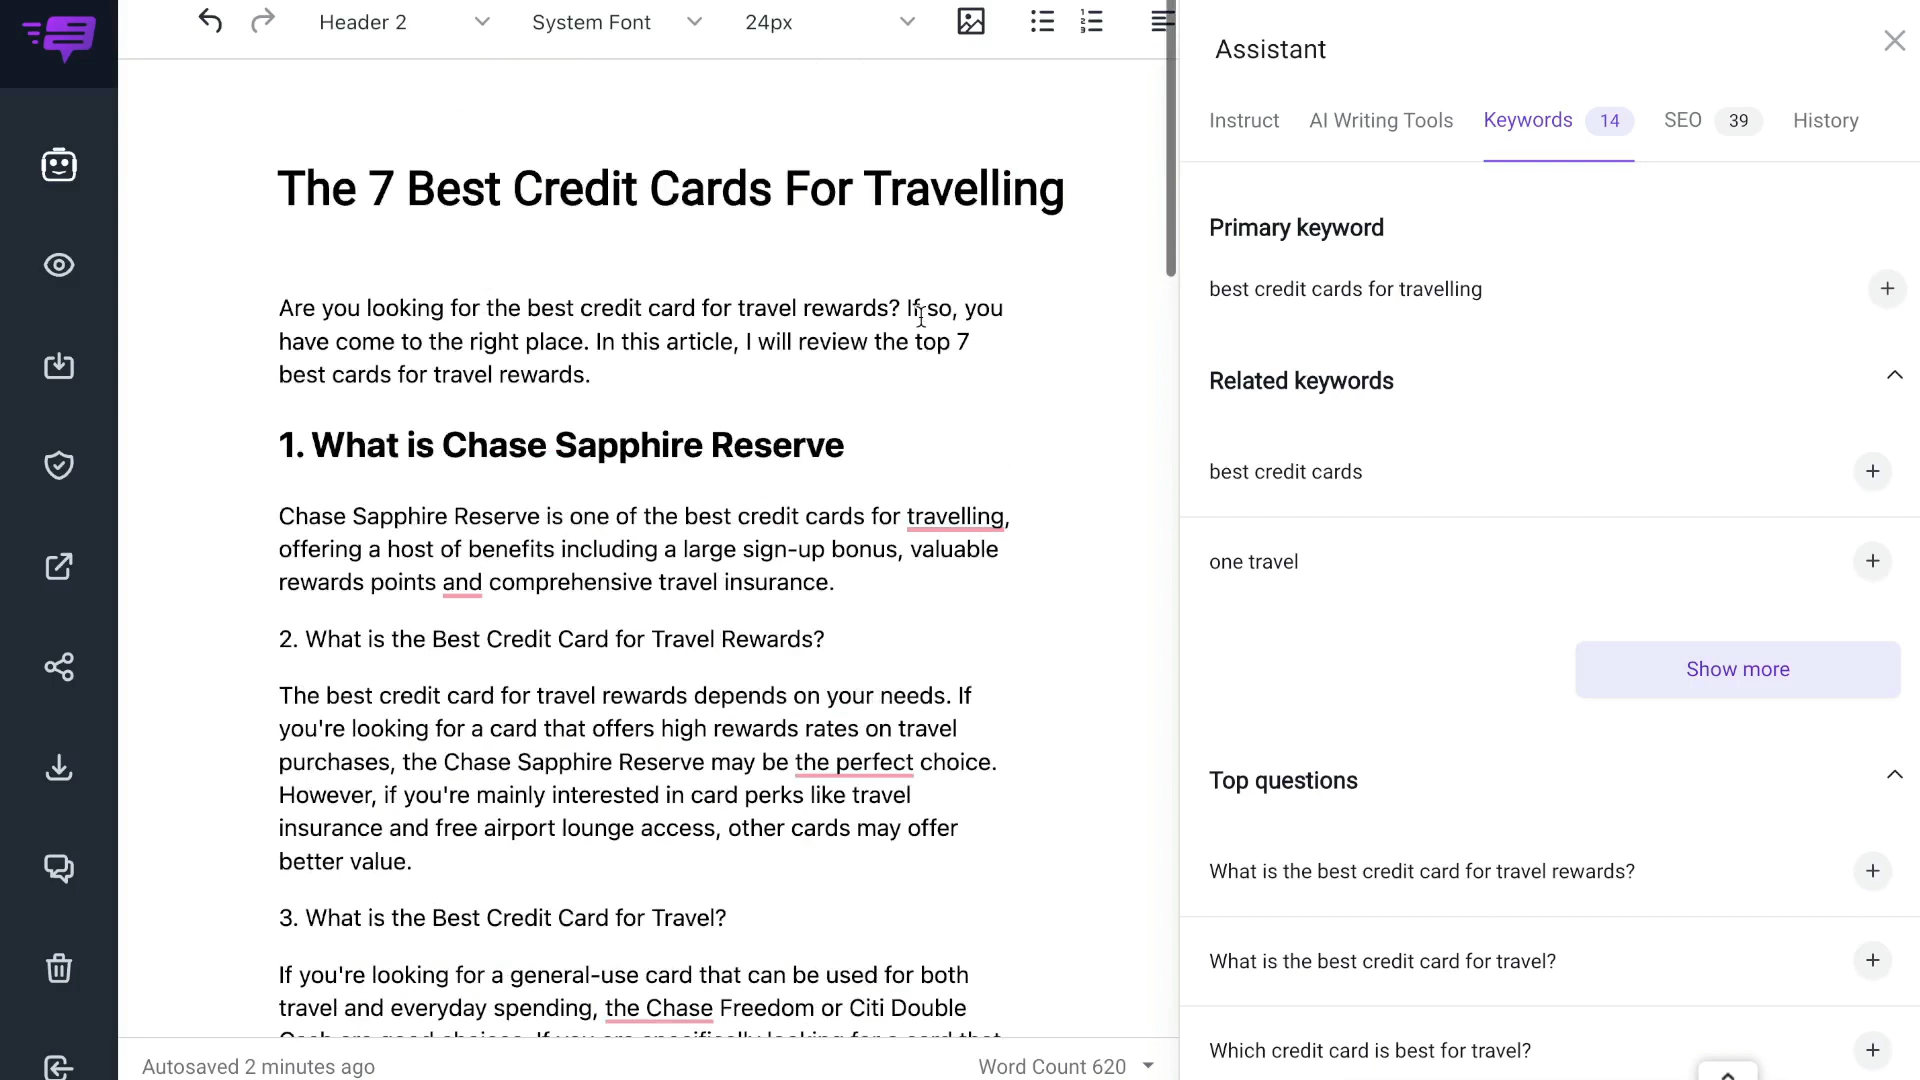 Header 2
System Font
24px
The 7 Best Credit Cards For Travelling
Are you looking for the best credit card for travel rewards? If so, you
have come to the right place. In this article, I will review the top 7
best cards for travel rewards.
1. What is Chase Sapphire Reserve
Chase Sapphire Reserve is one of the best credit cards for travelling,
offering a host of benefits including a large sign-up bonus, valuable
rewards points and comprehensive travel insurance.
2. What is the Best Credit Card for Travel Rewards?
The best credit card for travel rewards depends on your needs. If
you're looking for a card that offers high rewards rates on travel
purchases, the Chase Sapphire Reserve may be the perfect choice.
However, if you're mainly interested in card perks like travel
insurance and free airport lounge access, other cards may offer
better value.
3. What is the Best Credit Card for Travel?
If you're looking for a general-use card that can be used for both
travel and everyday spending, the Chase Freedom or Citi Double
Cash are good choices. If you are specifically looking for a card that
Autosaved 2 minutes ago
Word Count 620
Assistant
Instruct
AI Writing Tools
Keywords 14
SEO 39
History
Primary keyword
best credit cards for travelling
Related keywords
best credit cards
one travel
Show more
Top questions
What is the best credit card for travel rewards?
What is the best credit card for travel?
Which credit card is best for travel?